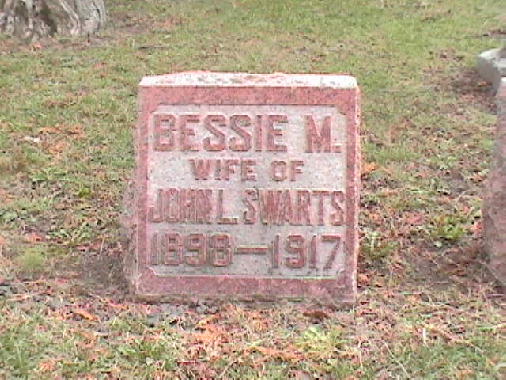 BESSIE M.
WIFE OF
JOHN L. SWARTS
1898–1917